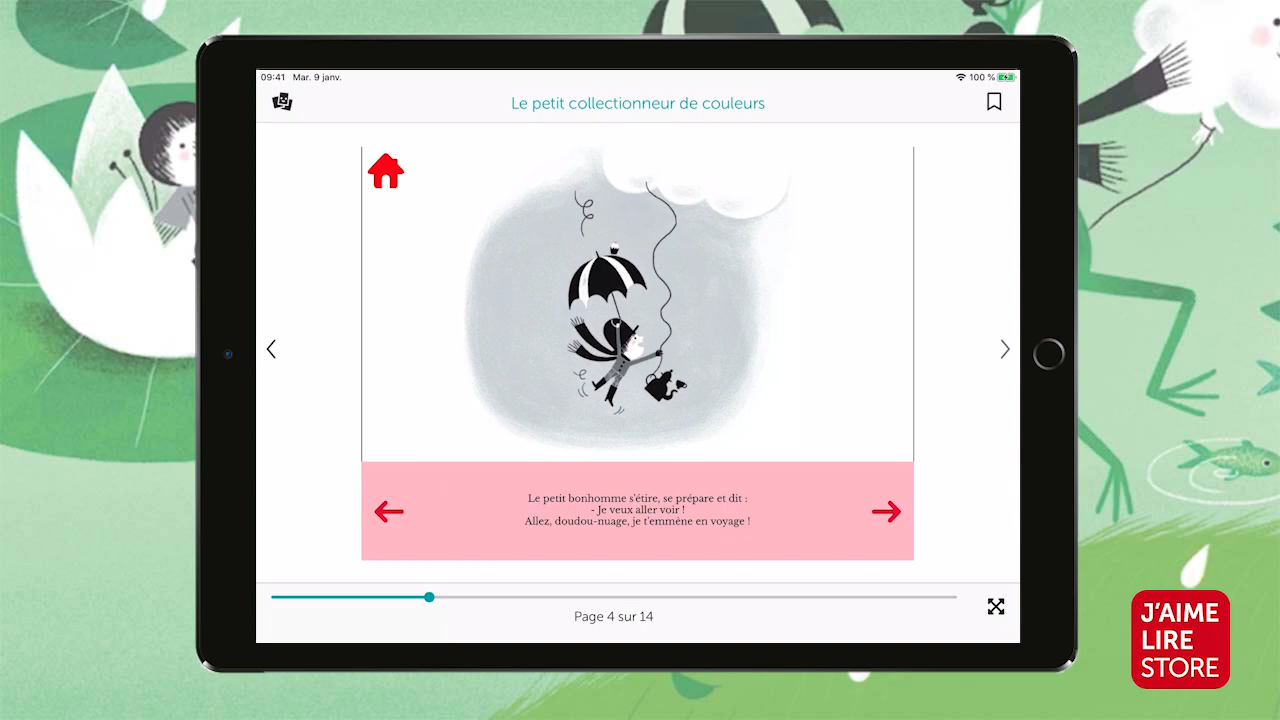 09:41 Mar. 9 janv.
100 %
Le petit collectionneur de couleurs
Le petit bonhomme s'étire, se prépare et dit :
- Je veux aller voir !
Allez, doudou-nuage, je t'emmène en voyage !
Page 4 sur 14
J'AIME
LIRE
STORE